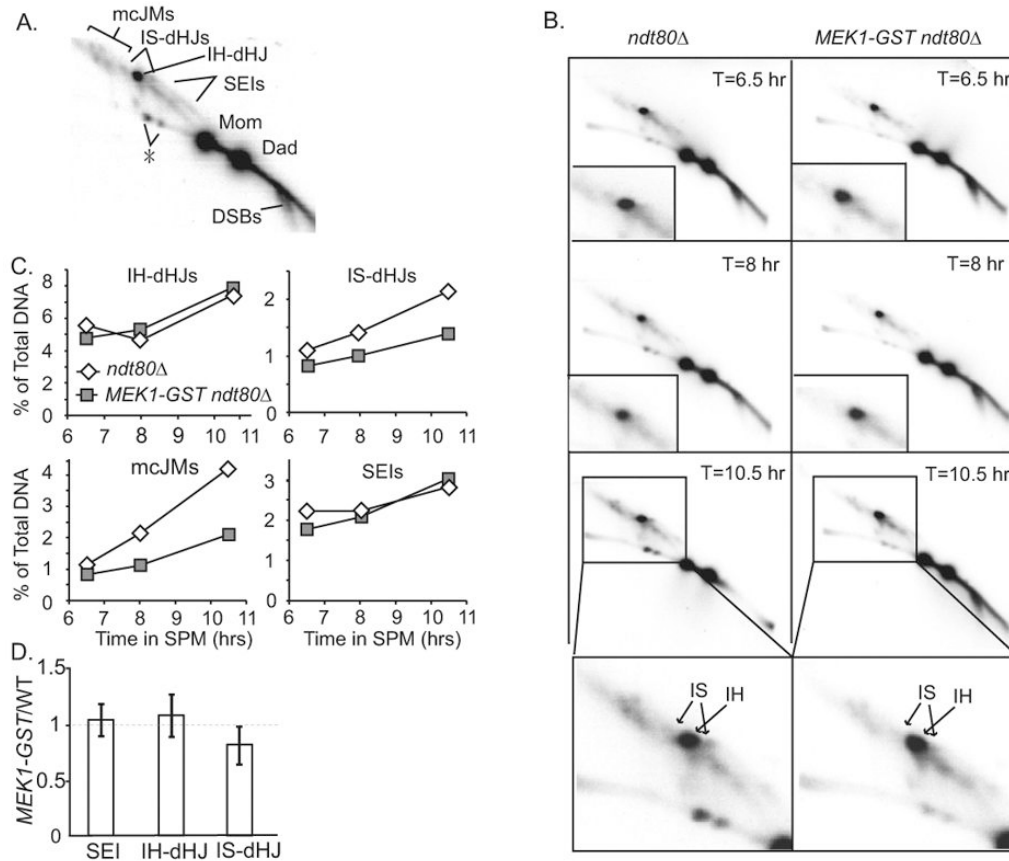 A.
mcJMs
IS-dHJs
IH-dHJ
SEIs
Mom
Dad
*
DSBs
B.
ndt80Δ
MEK1-GST ndt80Δ
T=6.5 hr
T=6.5 hr
T=8 hr
T=8 hr
T=10.5 hr
T=10.5 hr
IS
IH
IS
IH
C.
IH-dHJs
% of Total DNA
8
6
5
4
2
0
6 7 8 9 10 11
ndt80Δ
MEK1-GST ndt80Δ
IS-dHJs
2
1
0
6 7 8 9 10 11
mcJMs
% of Total DNA
4
3
2
1
0
6 7 8 9 10 11
Time in SPM (hrs)
SEIs
3
2
1
0
6 7 8 9 10 11
Time in SPM (hrs)
D.
MEK1-GST/WT
1.5
1
0.5
0
SEI IH-dHJ IS-dHJ